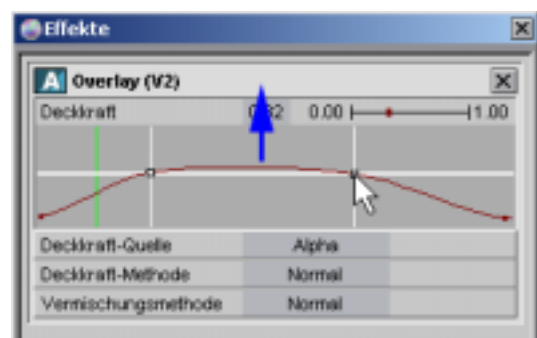 Effekte
A Overlay (V2)
Deckkraft 0.00 1.00
Deckkraft-Quelle Alpha
Deckkraft-Methode Normal
Vermischungsmethode Normal